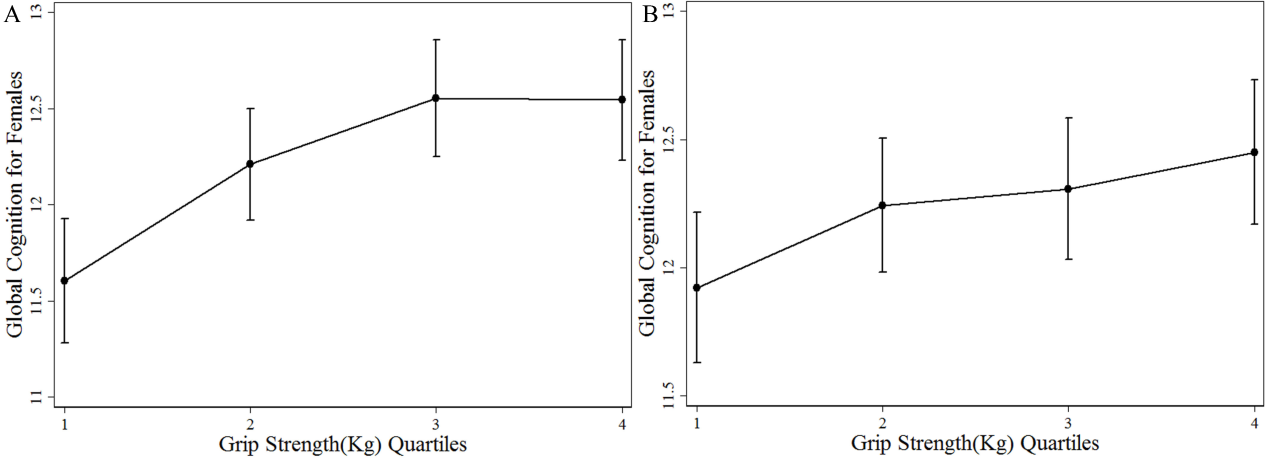 A
Global Cognition for Females
13
12.5
12
11.5
11
1 2 3 4
Grip Strength(Kg) Quartiles
B
Global Cognition for Females
13
12.5
12
11.5
1 2 3 4
Grip Strength(Kg) Quartiles